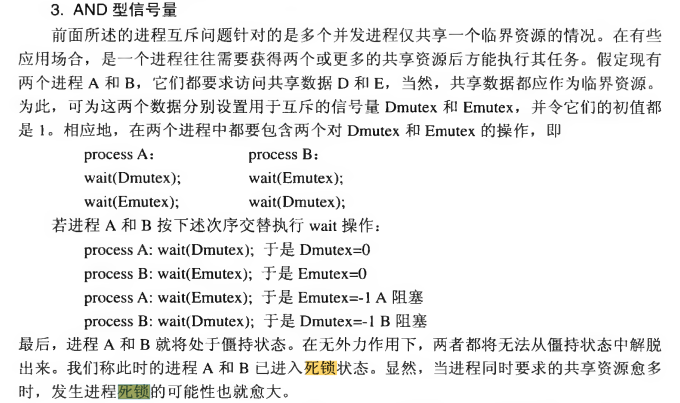 3. AND 型信号量
前面所述的进程互斥问题针对的是多个并发进程仅共享一个临界资源的情况。在有些
应用场合，是一个进程往往需要获得两个或更多的共享资源后方能执行其任务。假定现有
两个进程 A 和 B，它们都要求访问共享数据 D 和 E，当然，共享数据都应作为临界资源。
为此，可为这两个数据分别设置用于互斥的信号量 Dmutex 和 Emutex，并令它们的初值都
是 1。相应地，在两个进程中都要包含两个对 Dmutex 和 Emutex 的操作，即
process A： process B：
wait(Dmutex); wait(Emutex);
wait(Emutex); wait(Dmutex);
若进程 A 和 B 按下述次序交替执行 wait 操作：
process A: wait(Dmutex); 于是 Dmutex=0
process B: wait(Emutex); 于是 Emutex=0
process A: wait(Emutex); 于是 Emutex=-1 A 阻塞
process B: wait(Dmutex); 于是 Dmutex=-1 B 阻塞
最后，进程 A 和 B 就将处于僵持状态。在无外力作用下，两者都将无法从僵持状态中解脱
出来。我们称此时的进程 A 和 B 已进入死锁状态。显然，当进程同时要求的共享资源愈多
时，发生进程死锁的可能性也就愈大。